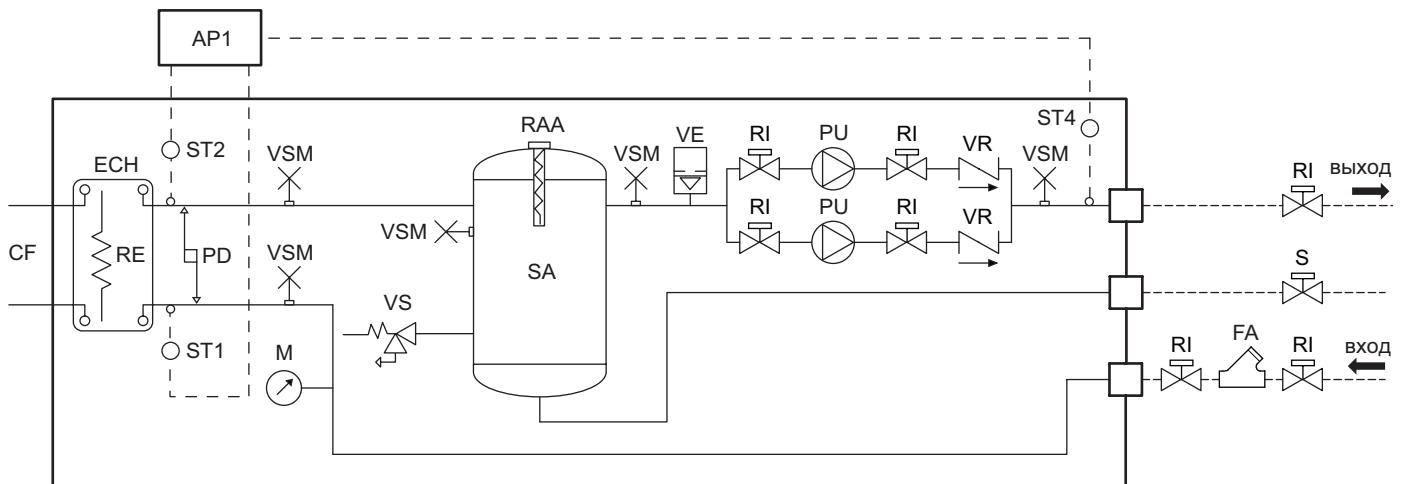 AP1
ST4
RAA
VE
RI
PU
RI
VR
ST2
VSM
VSM
VSM
ECH
RI
выход
RI
PU
RI
VR
VSM
CF
RE
PD
VSM
SA
S
VS
ST1
M
RI
FA
RI
вход